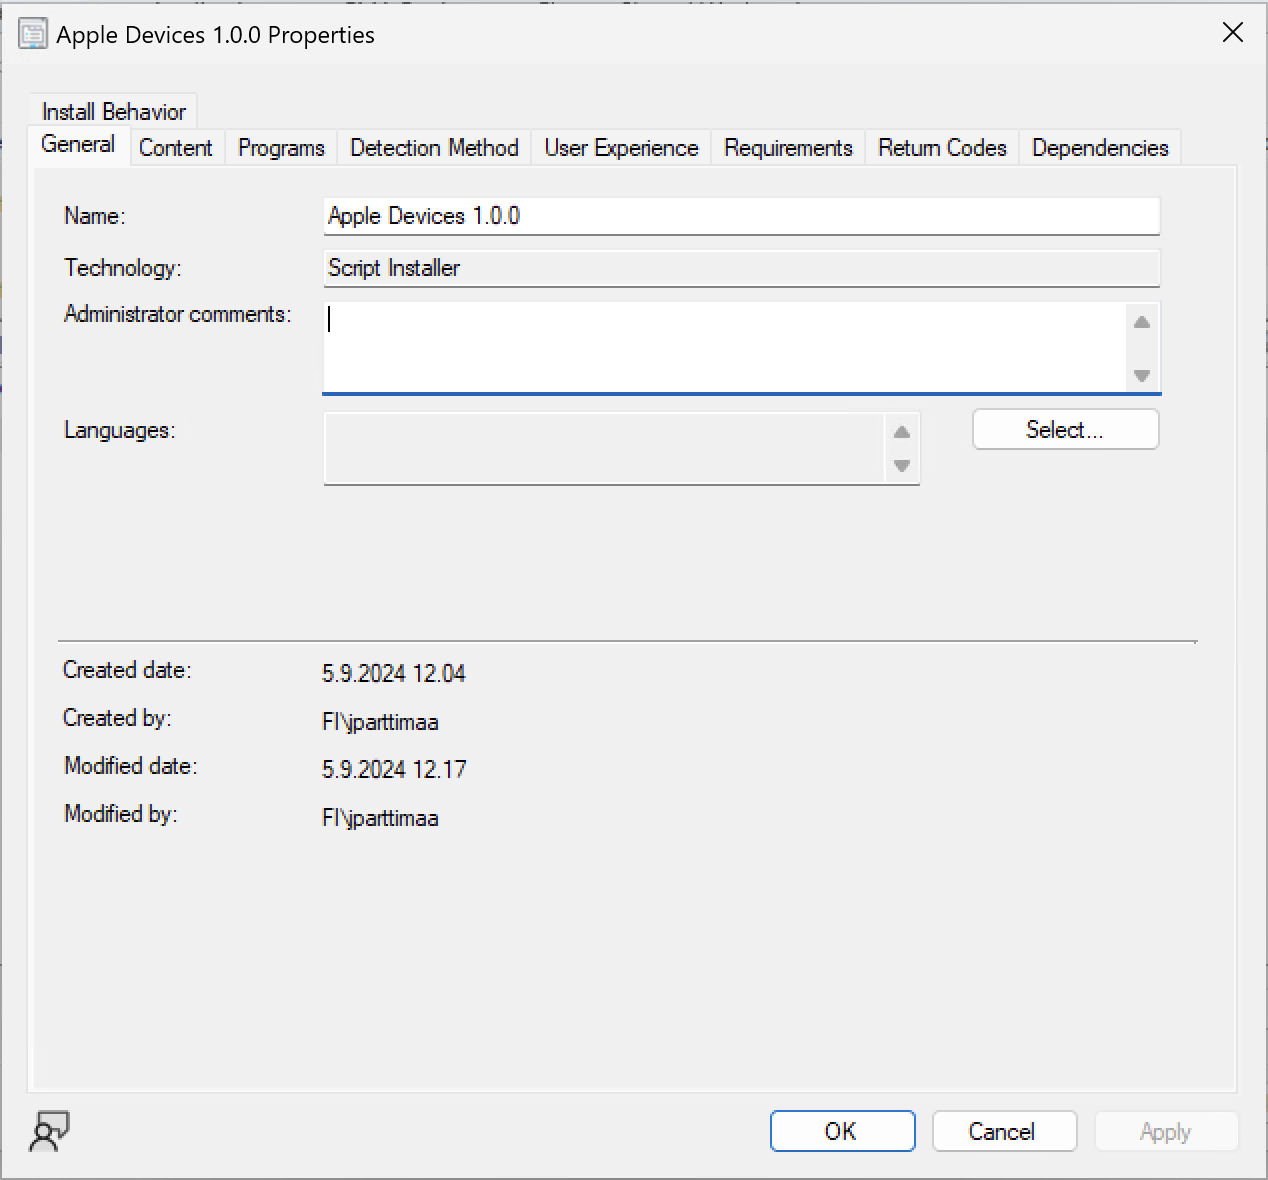 Apple Devices 1.0.0 Properties
Install Behavior
General Content Programs Detection Method User Experience Requirements Return Codes Dependencies
Name: Apple Devices 1.0.0
Technology: Script Installer
Administrator comments:
Languages: Select...
Created date: 5.9.2024 12.04
Created by: FI\jparttimaa
Modified date: 5.9.2024 12.17
Modified by: FI\jparttimaa
OK Cancel Apply